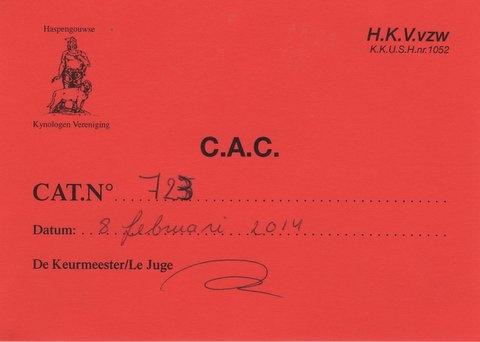 Haspengouwse
Kynologen Vereniging
H.K.V.vzw
K.K.U.S.H.nr.1052
C.A.C.
CAT.N° 723
Datum: 8 februari 2014
De Keurmeester/Le Juge